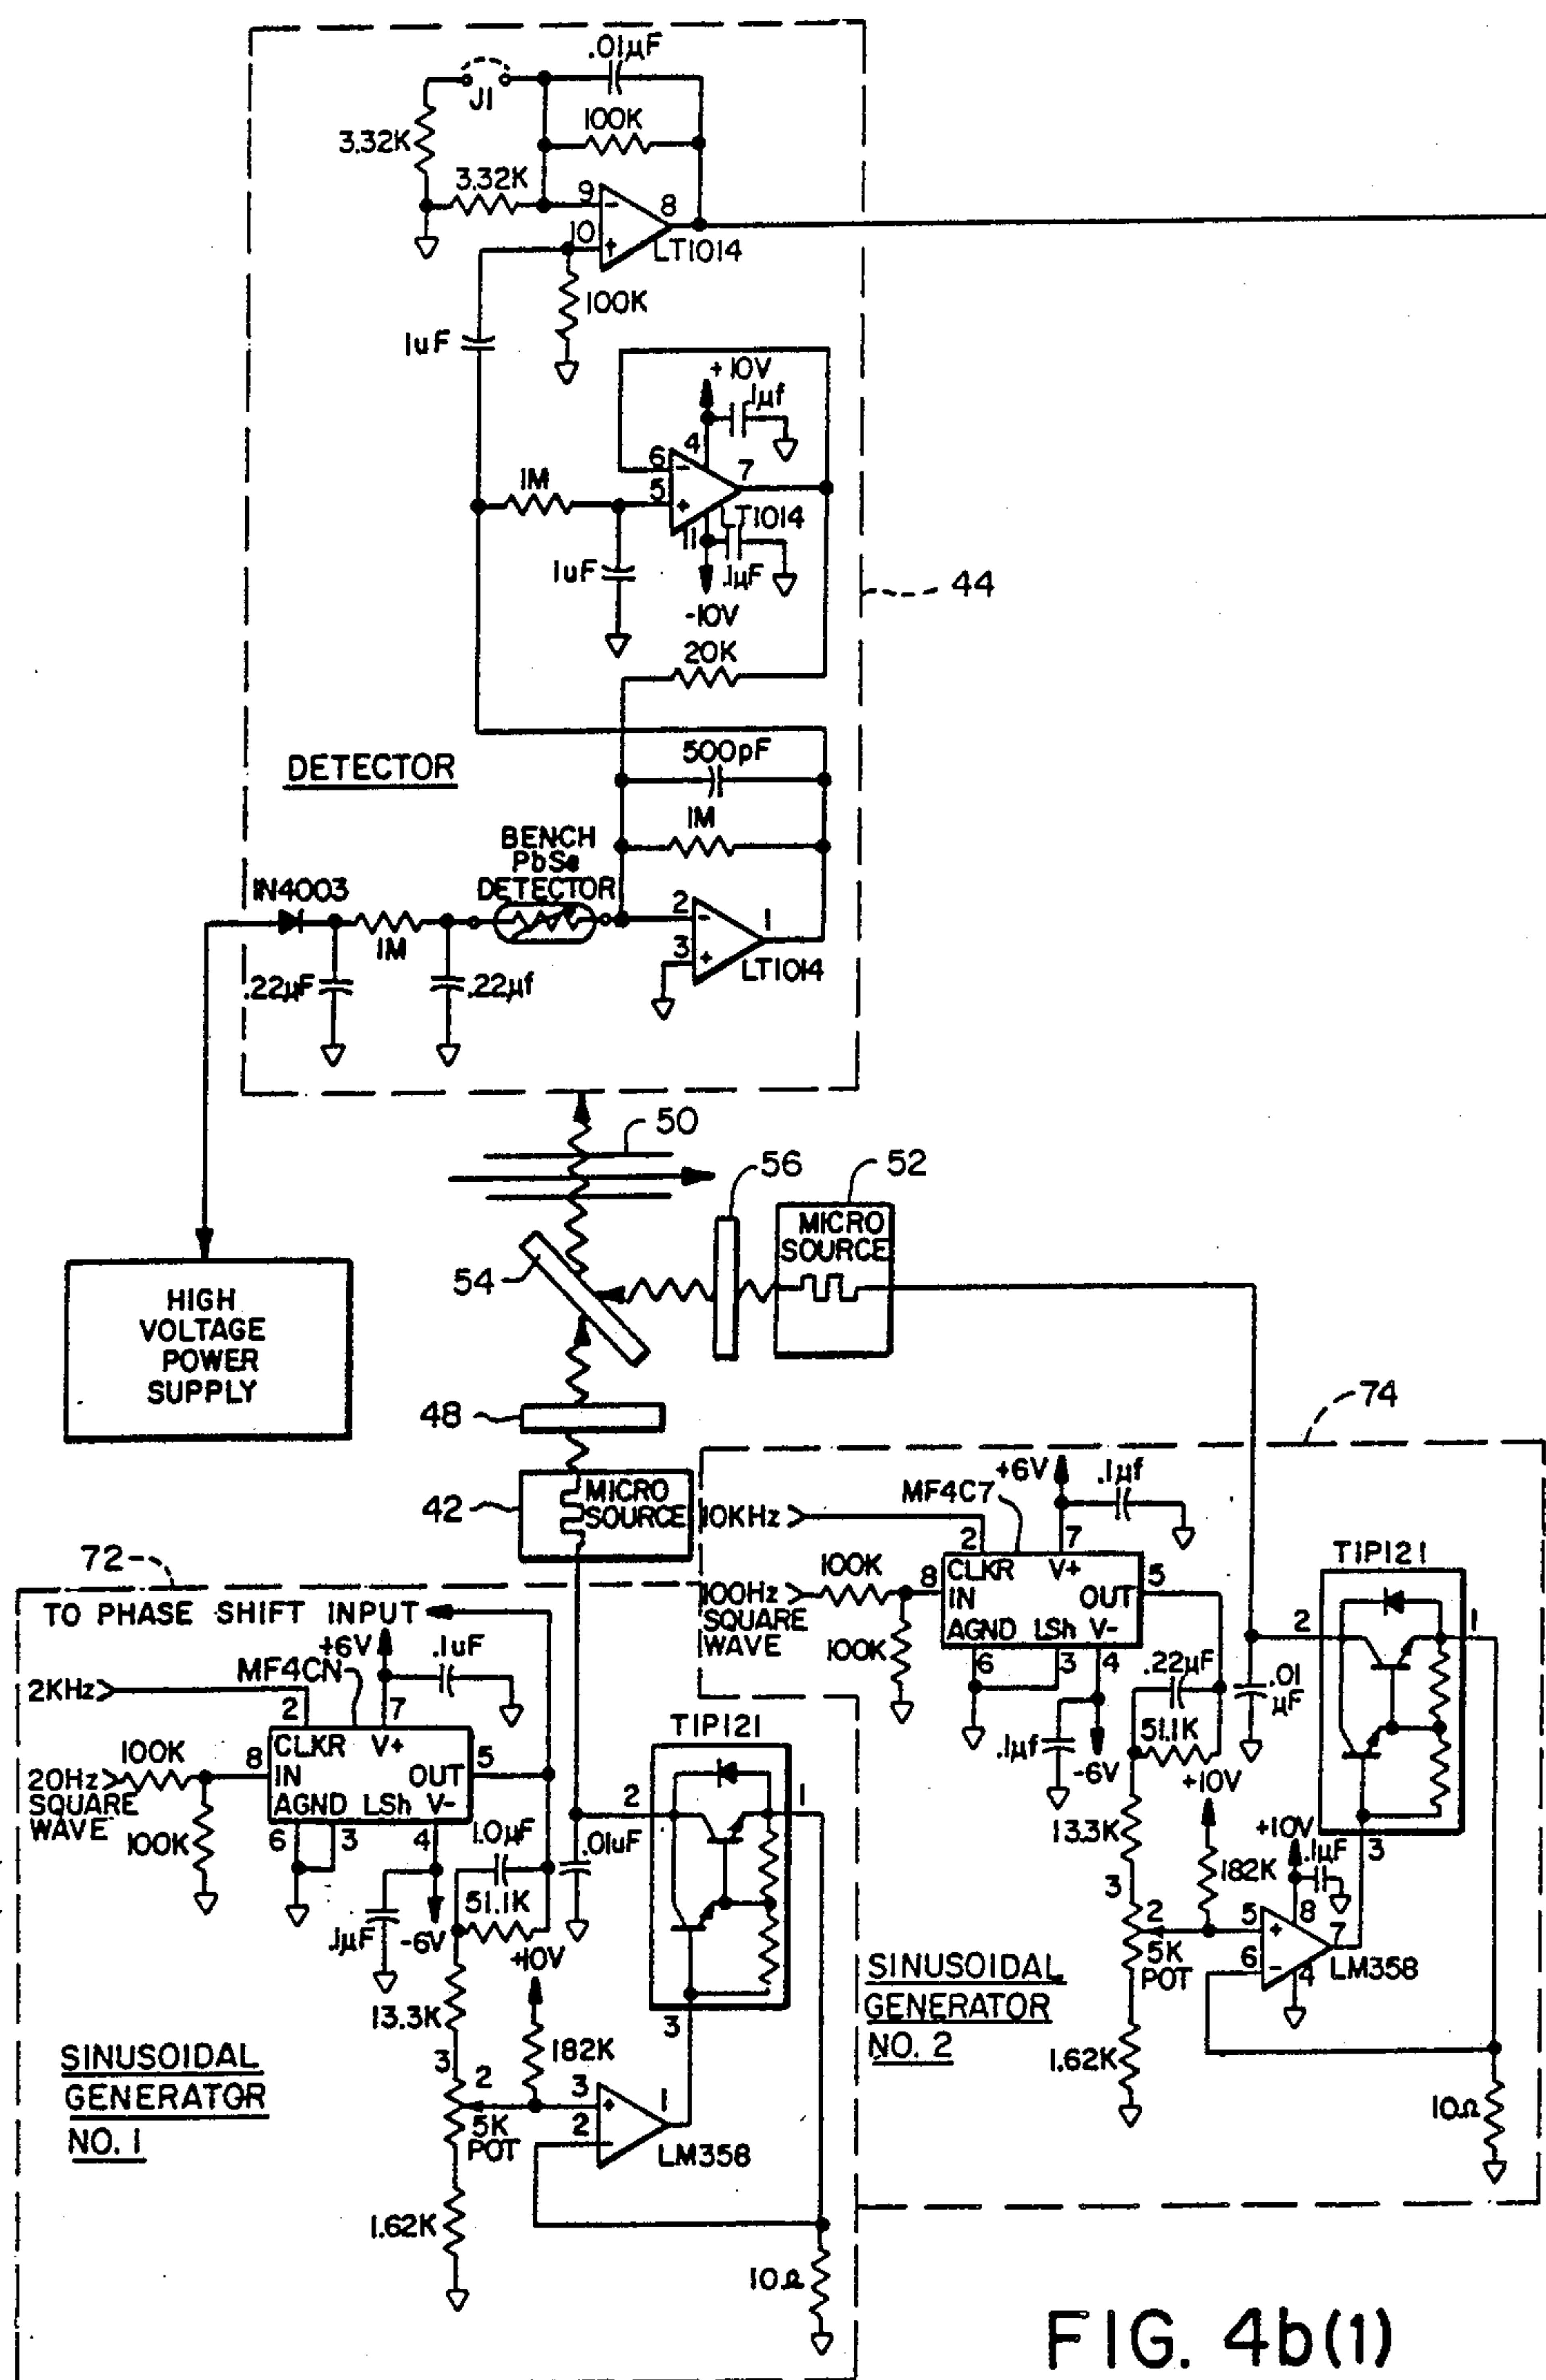 .01µF
J1
100K
3.32K
3.32K
9
-
8
10
+
LT1014
100K
1uF
+10V
.1µf
4
6
-
7
1M
5
+
LT1014
11
1uF
.1µF
-10V
44
20K
DETECTOR
500pF
1M
BENCH
PbSe
DETECTOR
1N4003
1M
2
-
1
3
+
LT1014
.22µF
.22µf
50
56
52
MICRO
SOURCE
54
HIGH
VOLTAGE
POWER
SUPPLY
48
42
MICRO
SOURCE
74
+6V
.1µf
MF4C7
10KHz
2
7
TIP121
100K
8
CLKR V+
5
100Hz
SQUARE
WAVE
IN
OUT
AGND LSh V-
100K
6
3
4
2
1
.22µF
.01
µF
.1µf
-6V
51.1K
+10V
13.3K
+10V
.1µF
3
3
182K
2
8
5
+
7
6
-
5K
POT
4
LM358
SINUSOIDAL
GENERATOR
NO. 2
1.62K
10Ω
72
TO PHASE SHIFT INPUT
+6V
.1uF
MF4CN
2KHz
2
7
TIP121
100K
8
CLKR V+
5
20Hz
SQUARE
WAVE
IN
OUT
AGND LSh V-
100K
6
3
4
2
1
1.0µF
.01uF
51.1K
.1µF
-6V
+10V
13.3K
3
SINUSOIDAL
GENERATOR
NO. 1
3
182K
2
3
+
1
5K
POT
2
-
LM358
1.62K
10Ω
FIG. 4b(1)